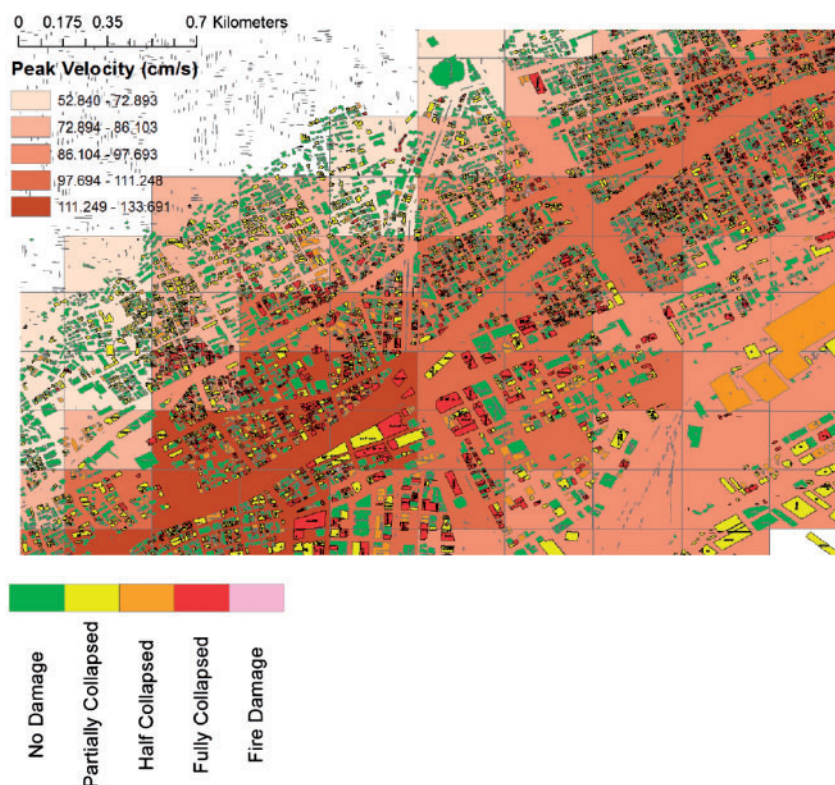 0 0.175 0.35 0.7 Kilometers
Peak Velocity (cm/s)
52.840 - 72.893
72.894 - 86.103
86.104 - 97.693
97.694 - 111.248
111.249 - 133.691
No Damage
Partially Collapsed
Half Collapsed
Fully Collapsed
Fire Damage